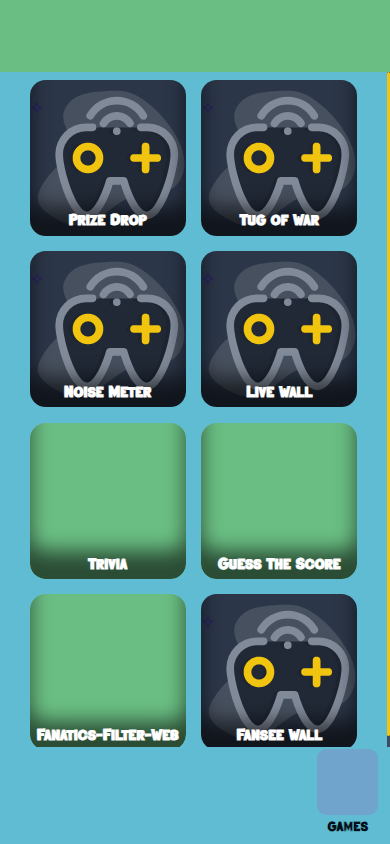 Prize Drop
Tug of War
Noise Meter
Live Wall
Trivia
Guess The Score
Fanatics-Filter-Web
Fansee Wall
GAMES